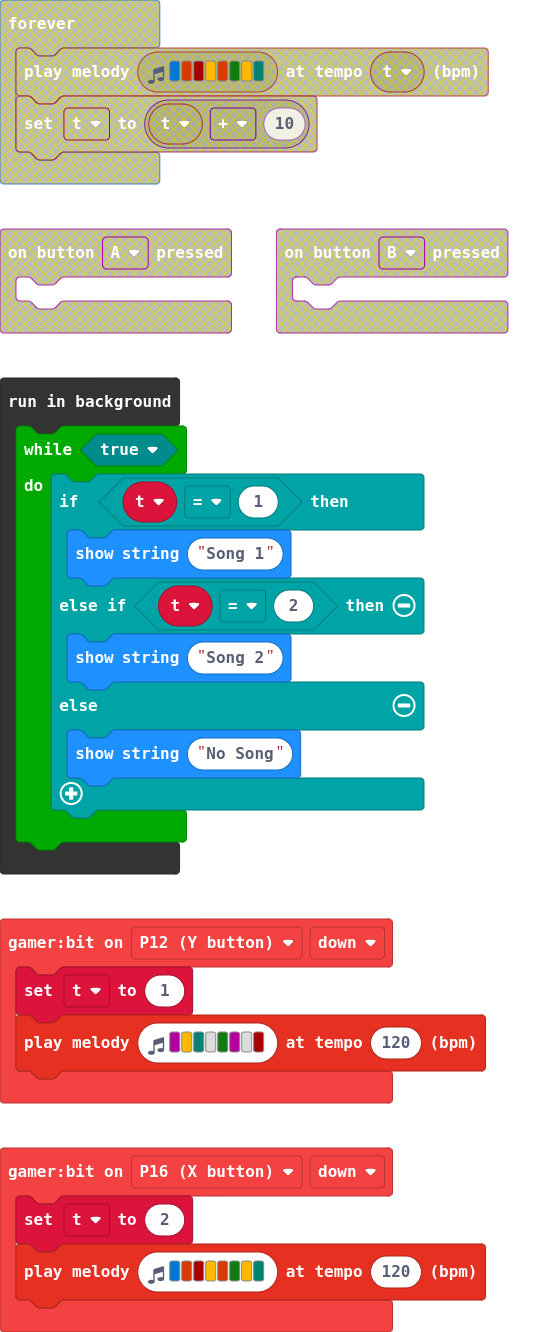 forever
play melody at tempo t (bpm)
set t to t + 10
on button A pressed
on button B pressed
run in background
while true
do
if t = 1 then
show string "Song 1"
else if t = 2 then
show string "Song 2"
else
show string "No Song"
gamer:bit on P12 (Y button) down
set t to 1
play melody at tempo 120 (bpm)
gamer:bit on P16 (X button) down
set t to 2
play melody at tempo 120 (bpm)